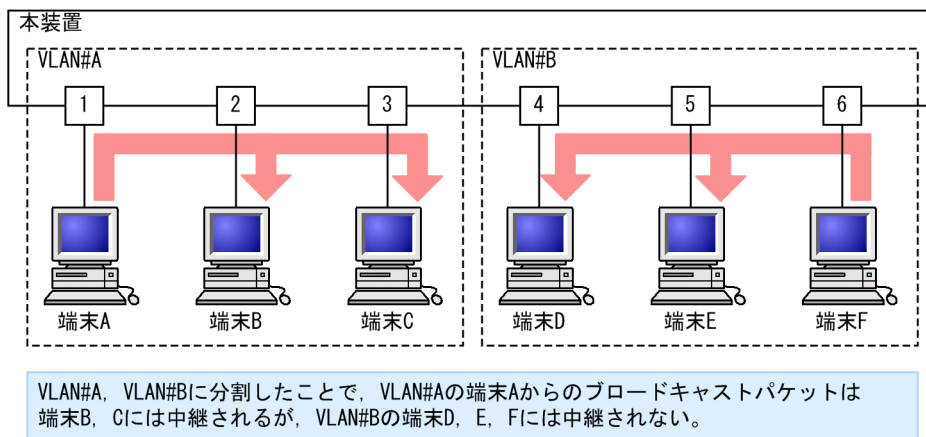 本装置
VLAN#A
VLAN#B
1
2
3
4
5
6
端末A
端末B
端末C
端末D
端末E
端末F
VLAN#A, VLAN#Bに分割したことで, VLAN#Aの端末Aからのブロードキャストパケットは
端末B, Cには中継されるが, VLAN#Bの端末D, E, Fには中継されない。